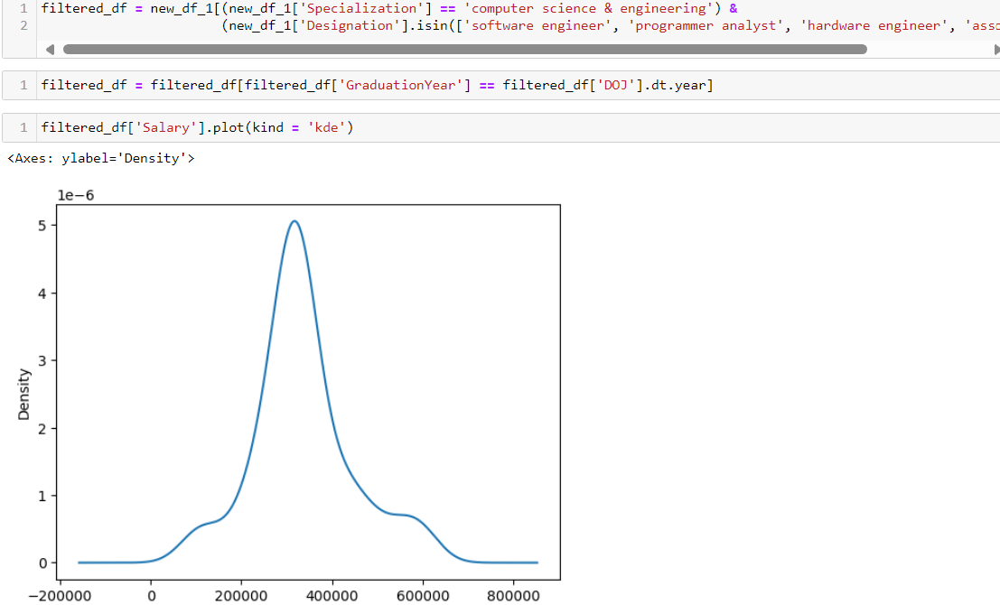 1 filtered_df = new_df_1[(new_df_1['Specialization'] == 'computer science & engineering') &
2 (new_df_1['Designation'].isin(['software engineer', 'programmer analyst', 'hardware engineer', 'asso
1 filtered_df = filtered_df[filtered_df['GraduationYear'] == filtered_df['DOJ'].dt.year]
1 filtered_df['Salary'].plot(kind = 'kde')
<Axes: ylabel='Density'>
1e−6
5
4
3
2
1
0
Density
−200000 0 200000 400000 600000 800000